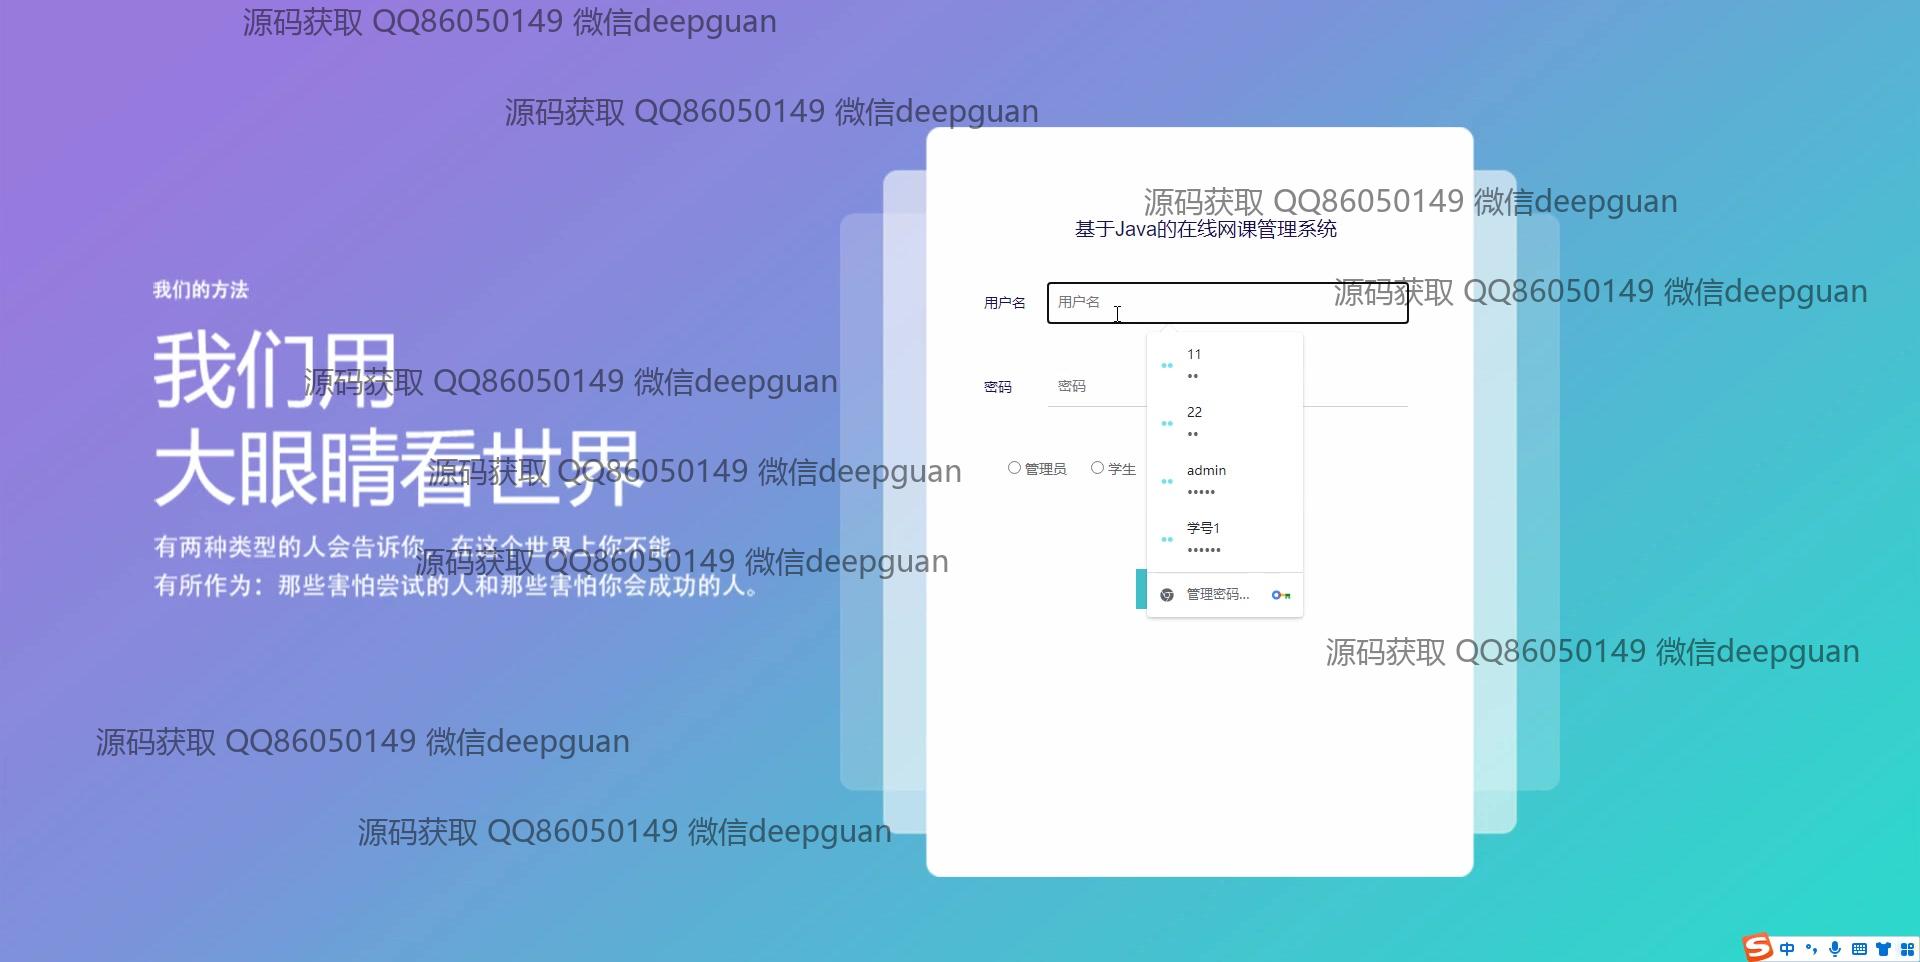 源码获取 QQ86050149 微信deepguan
源码获取 QQ86050149 微信deepguan
源码获取 QQ86050149 微信deepguan
基于Java的在线网课管理系统
我们的方法
用户名
用户名
源码获取 QQ86050149 微信deepguan
我们用
源码获取 QQ86050149 微信deepguan
密码
密码
11
••
22
••
大眼睛看世界
源码获取 QQ86050149 微信deepguan
管理员
学生
admin
•••••
学号1
••••••
有两种类型的人会告诉你，在这个世界上你不能
源码获取 QQ86050149 微信deepguan
有所作为：那些害怕尝试的人和那些害怕你会成功的人。
管理密码...
源码获取 QQ86050149 微信deepguan
源码获取 QQ86050149 微信deepguan
源码获取 QQ86050149 微信deepguan
中